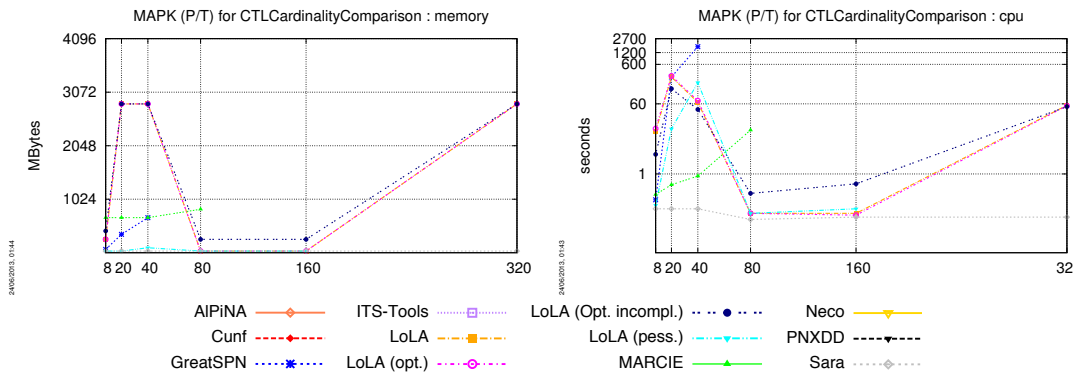 MAPK (P/T) for CTLCardinalityComparison : memory
4096
3072
2048
1024
MBytes
8 20 40 80 160 320
24/06/2013, 01:44
MAPK (P/T) for CTLCardinalityComparison : cpu
2700
1200
600
60
1
seconds
8 20 40 80 160 32
24/06/2013, 01:43
AlPiNA ITS-Tools LoLA (Opt. incompl.) Neco
Cunf LoLA LoLA (pess.) PNXDD
GreatSPN LoLA (opt.) MARCIE Sara